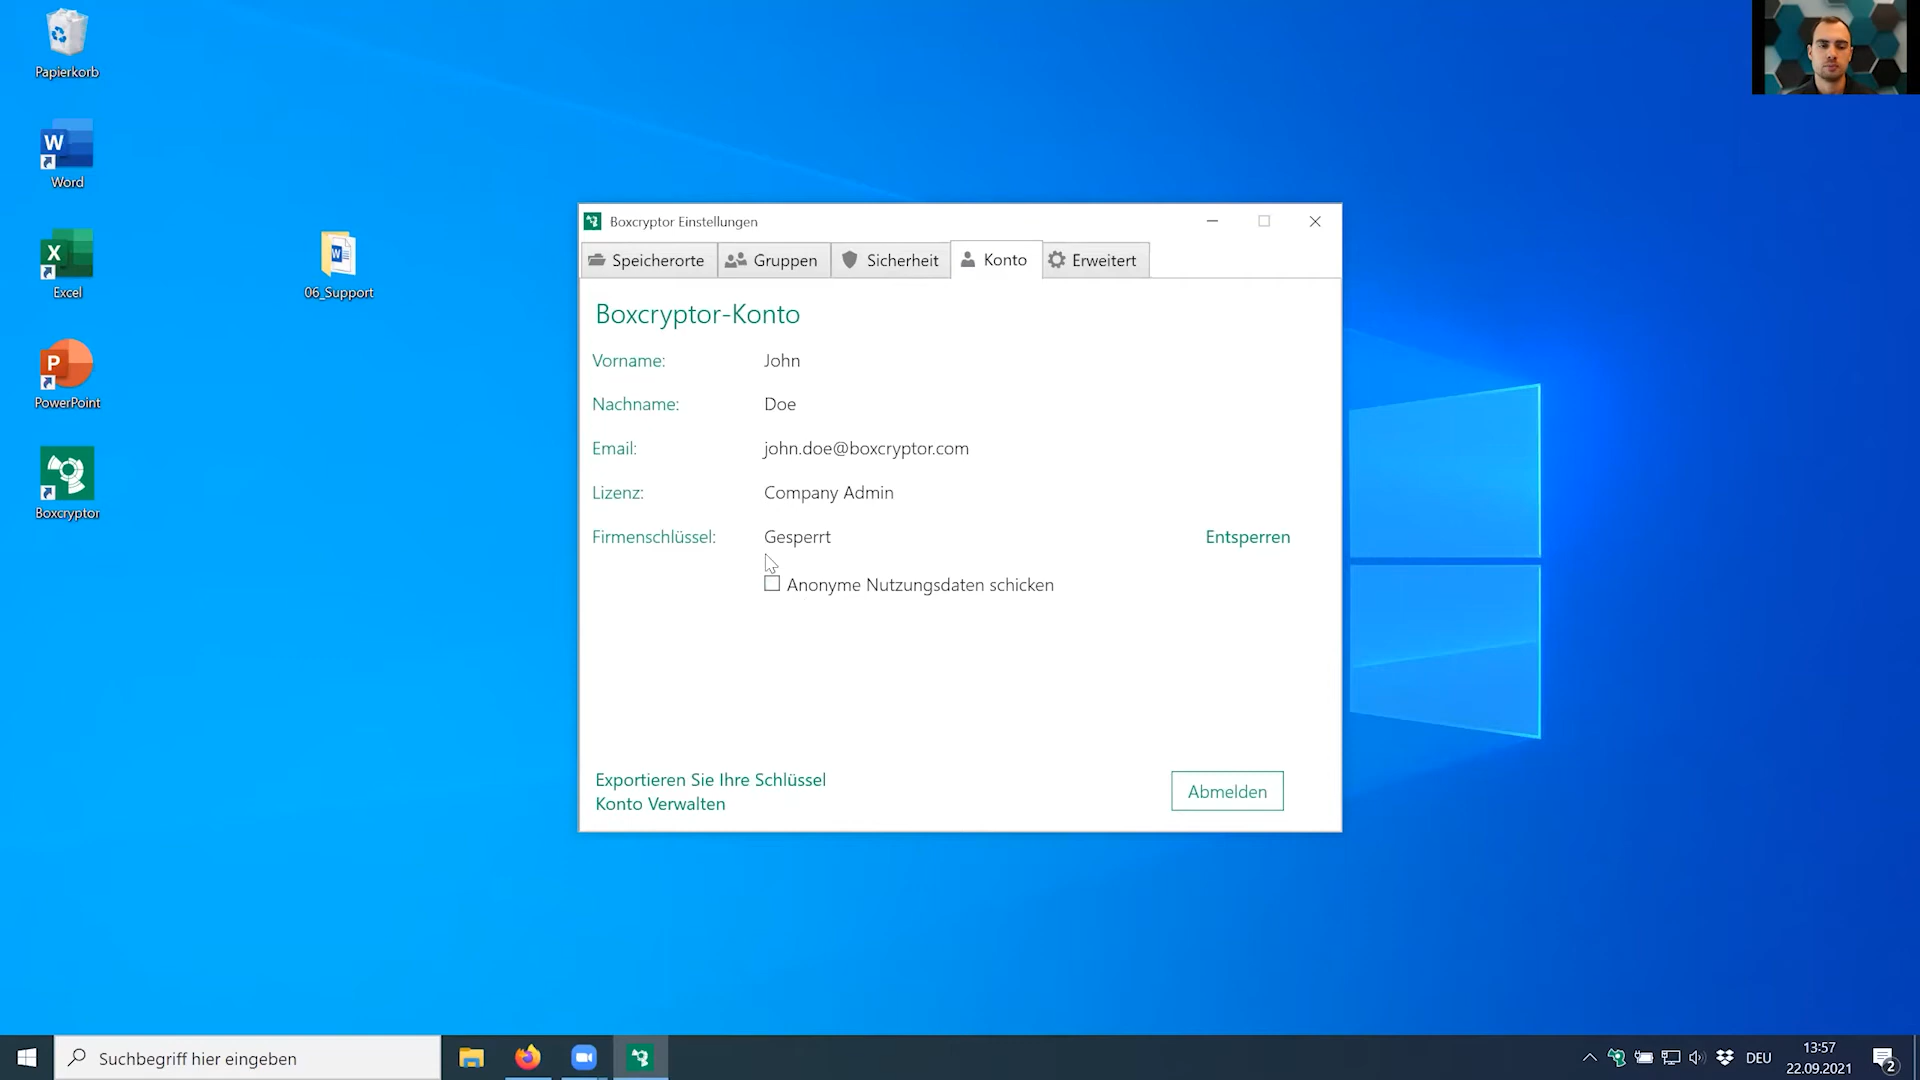 Papierkorb
Word
Excel
06_Support
PowerPoint
Boxcryptor
Boxcryptor Einstellungen
Speicherorte
Gruppen
Sicherheit
Konto
Erweitert
Boxcryptor-Konto
Vorname: John
Nachname: Doe
Email: john.doe@boxcryptor.com
Lizenz: Company Admin
Firmenschlüssel: Gesperrt Entsperren
Anonyme Nutzungsdaten schicken
Exportieren Sie Ihre Schlüssel
Konto Verwalten
Abmelden
Suchbegriff hier eingeben
DEU
13:57
22.09.2021
2